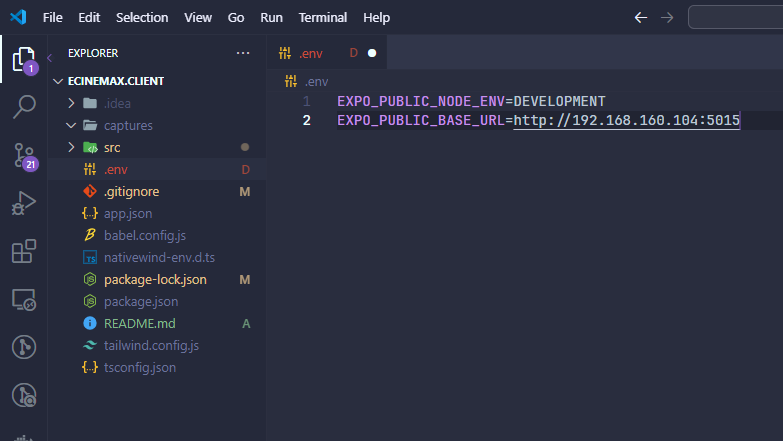 File Edit Selection View Go Run Terminal Help
EXPLORER
ECINEMAX.CLIENT
.idea
captures
src
.env D
.gitignore M
app.json
babel.config.js
TS nativewind-env.d.ts
package-lock.json M
package.json
README.md A
tailwind.config.js
tsconfig.json
1
21
.env D
.env
1 EXPO_PUBLIC_NODE_ENV=DEVELOPMENT
2 EXPO_PUBLIC_BASE_URL=http://192.168.160.104:5015